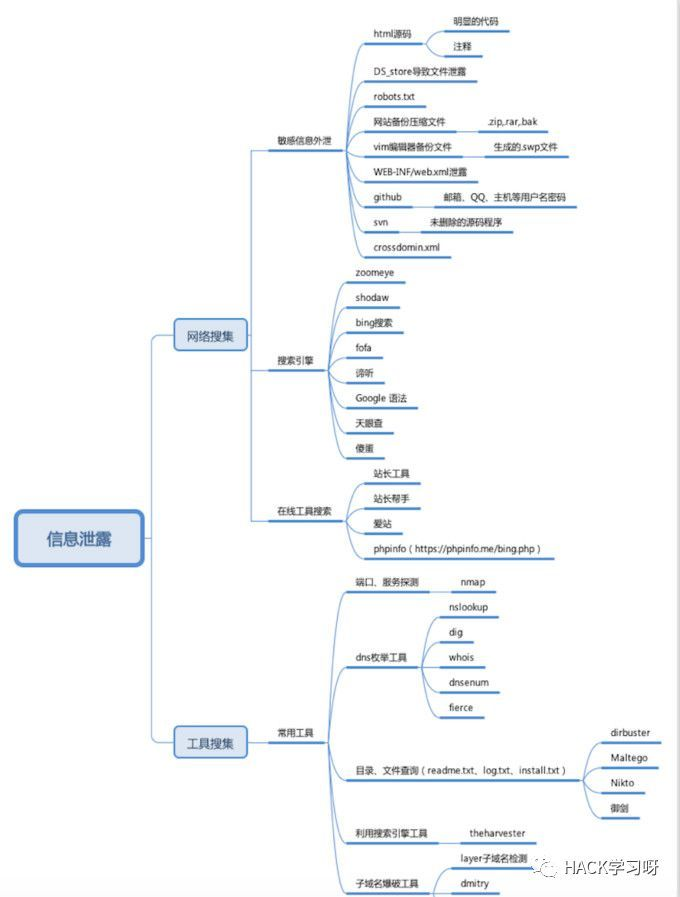 明显的代码
html源码
注释
DS_store导致文件泄露
robots.txt
网站备份压缩文件
.zip,.rar,.bak
敏感信息外泄
vim编辑器备份文件
生成的.swp文件
WEB-INF/web.xml泄露
github
邮箱、QQ、主机等用户名密码
svn
未删除的源码程序
crossdomin.xml
zoomeye
shodaw
网络搜集
bing搜索
fofa
搜索引擎
谛听
Google 语法
天眼查
傻蛋
站长工具
站长帮手
在线工具搜索
爱站
信息泄露
phpinfo（https://phpinfo.me/bing.php）
端口、服务探测
nmap
nslookup
dig
dns枚举工具
whois
dnsenum
fierce
工具搜集
常用工具
dirbuster
Maltego
目录、文件查询（readme.txt、log.txt、install.txt）
Nikto
御剑
利用搜索引擎工具
theharvester
layer子域名检测
子域名爆破工具
dmitry
HACK学习呀